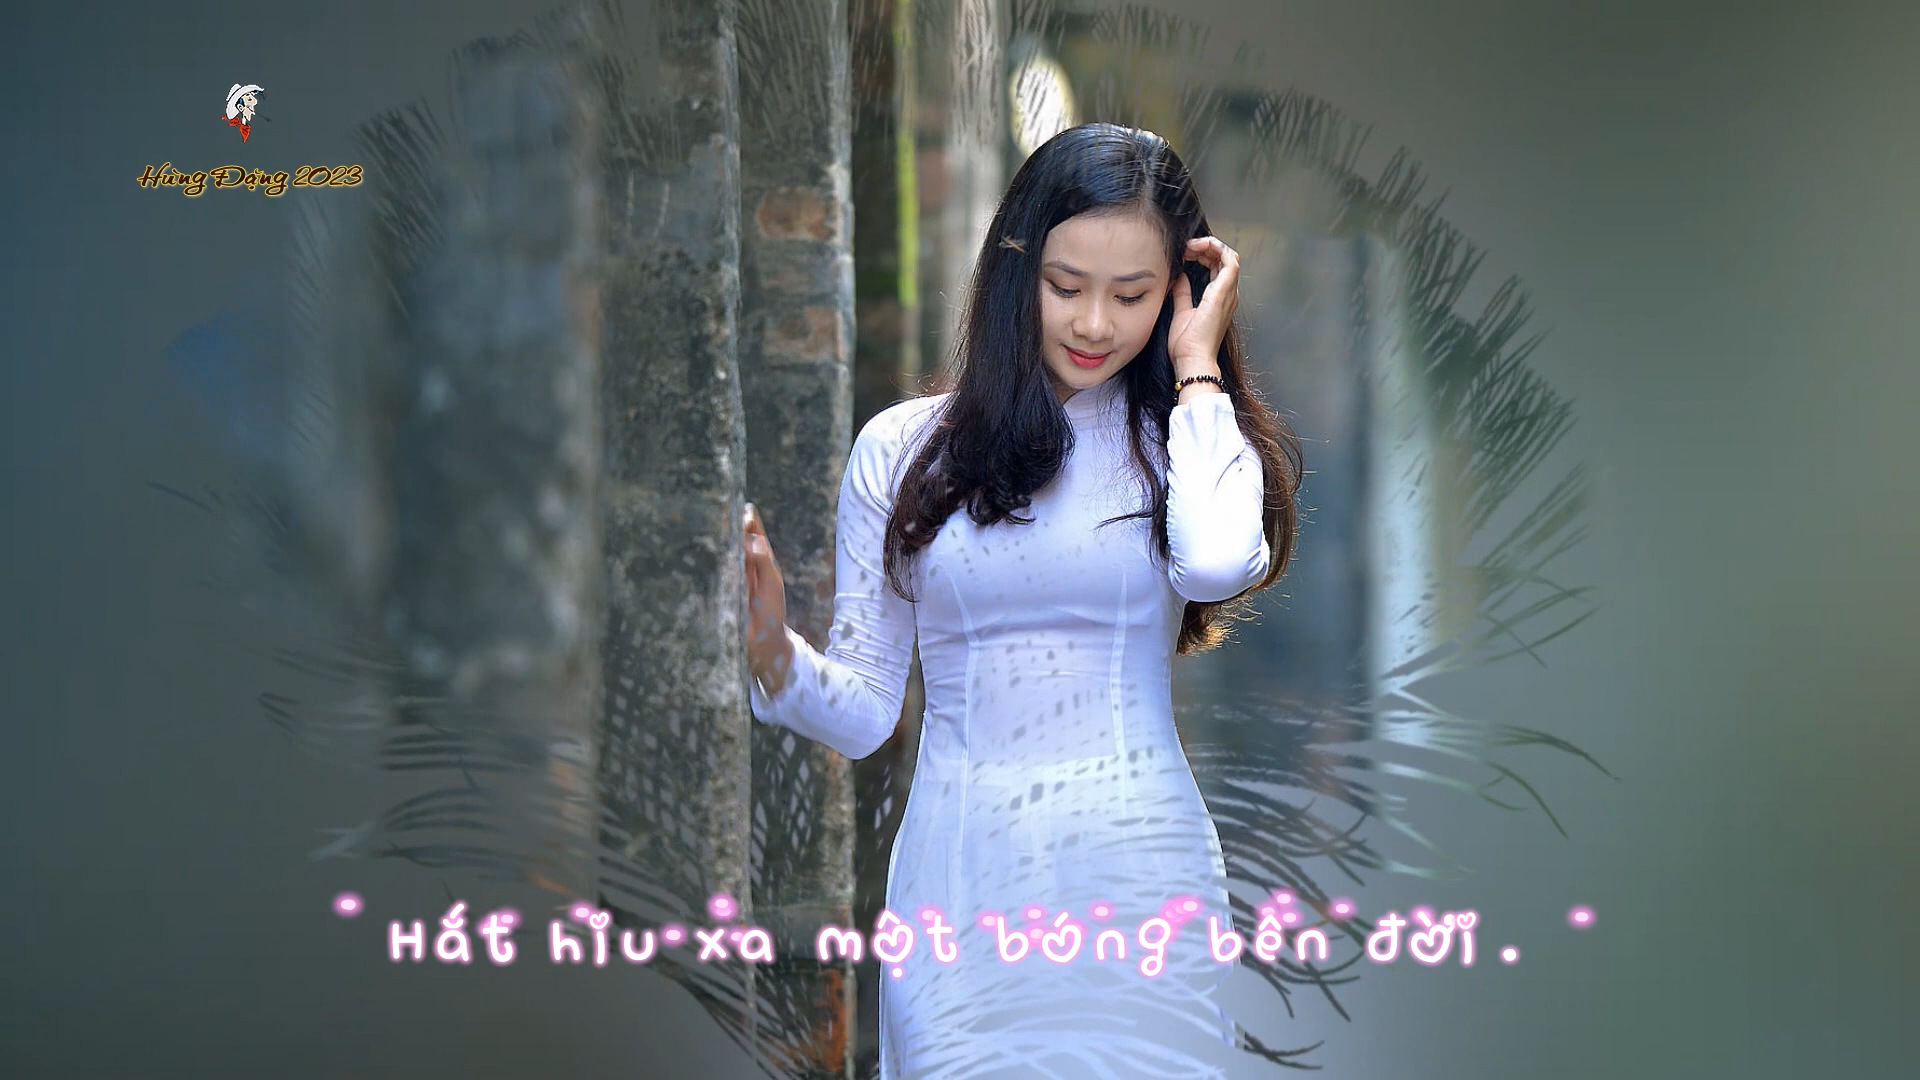 Hùng Đặng 2023
Hắt hiu xa một bóng bên đời .